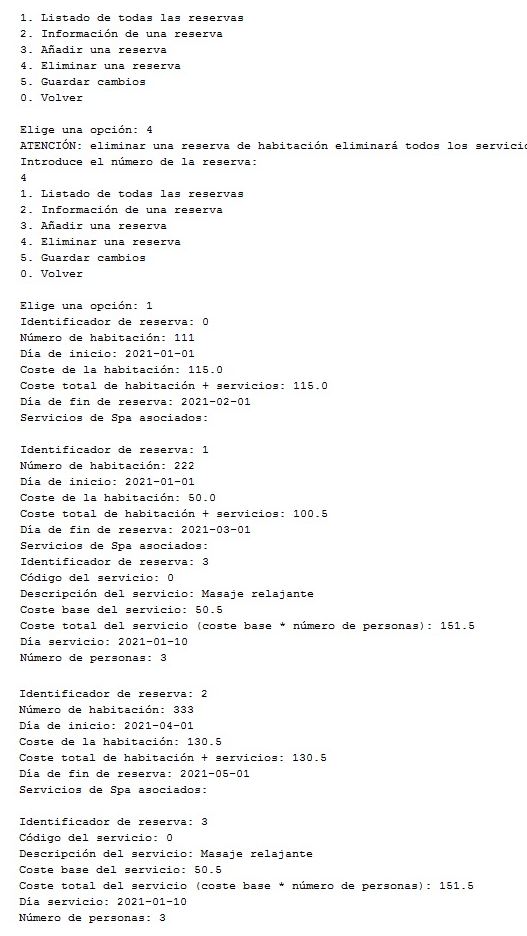 1. Listado de todas las reservas
2. Información de una reserva
3. Añadir una reserva
4. Eliminar una reserva
5. Guardar cambios
0. Volver
Elige una opción: 4
ATENCIÓN: eliminar una reserva de habitación eliminará todos los servicio
Introduce el número de la reserva:
4
1. Listado de todas las reservas
2. Información de una reserva
3. Añadir una reserva
4. Eliminar una reserva
5. Guardar cambios
0. Volver
Elige una opción: 1
Identificador de reserva: 0
Número de habitación: 111
Día de inicio: 2021-01-01
Coste de la habitación: 115.0
Coste total de habitación + servicios: 115.0
Día de fin de reserva: 2021-02-01
Servicios de Spa asociados:
Identificador de reserva: 1
Número de habitación: 222
Día de inicio: 2021-01-01
Coste de la habitación: 50.0
Coste total de habitación + servicios: 100.5
Día de fin de reserva: 2021-03-01
Servicios de Spa asociados:
Identificador de reserva: 3
Código del servicio: 0
Descripción del servicio: Masaje relajante
Coste base del servicio: 50.5
Coste total del servicio (coste base * número de personas): 151.5
Día servicio: 2021-01-10
Número de personas: 3
Identificador de reserva: 2
Número de habitación: 333
Día de inicio: 2021-04-01
Coste de la habitación: 130.5
Coste total de habitación + servicios: 130.5
Día de fin de reserva: 2021-05-01
Servicios de Spa asociados:
Identificador de reserva: 3
Código del servicio: 0
Descripción del servicio: Masaje relajante
Coste base del servicio: 50.5
Coste total del servicio (coste base * número de personas): 151.5
Día servicio: 2021-01-10
Número de personas: 3